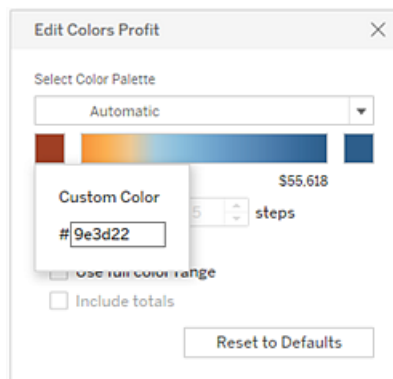 Edit Colors Profit
Select Color Palette
Automatic
$55,618
Custom Color
#9e3d22
5 steps
Use full color range
Include totals
Reset to Defaults